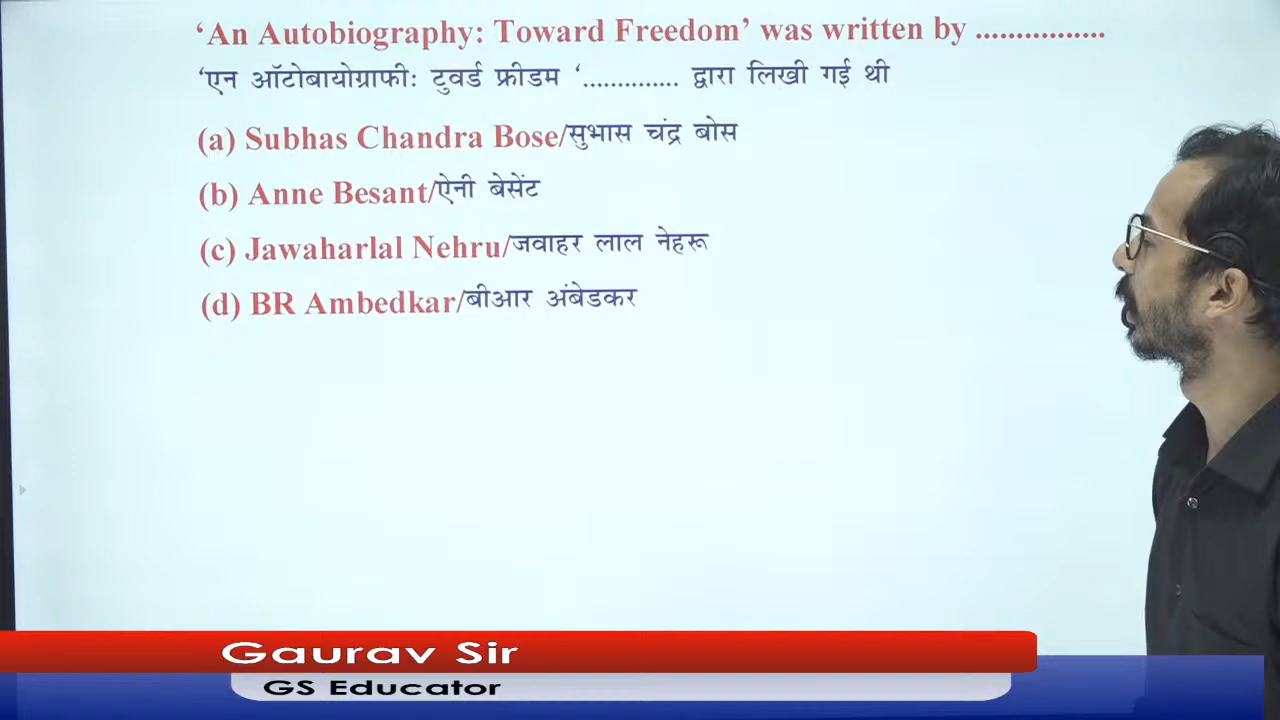 ‘An Autobiography: Toward Freedom’ was written by ................
‘एन ऑटोबायोग्राफीः टुवर्ड फ्रीडम ‘.............. द्वारा लिखी गई थी
(a) Subhas Chandra Bose/सुभास चंद्र बोस
(b) Anne Besant/ऐनी बेसेंट
(c) Jawaharlal Nehru/जवाहर लाल नेहरू
(d) BR Ambedkar/बीआर अंबेडकर
Gaurav Sir
GS Educator